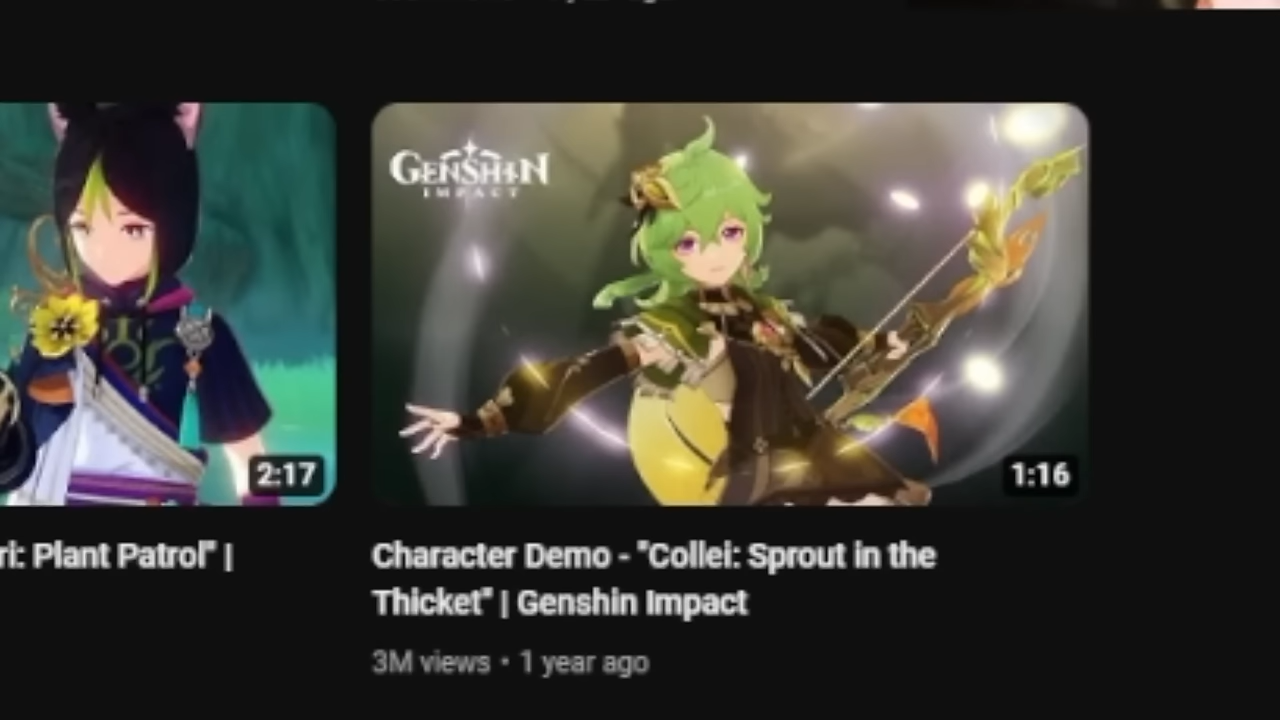 GENSHIN
IMPACT
2:17
1:16
ri: Plant Patrol" |
Character Demo - "Collei: Sprout in the
Thicket" | Genshin Impact
3M views • 1 year ago